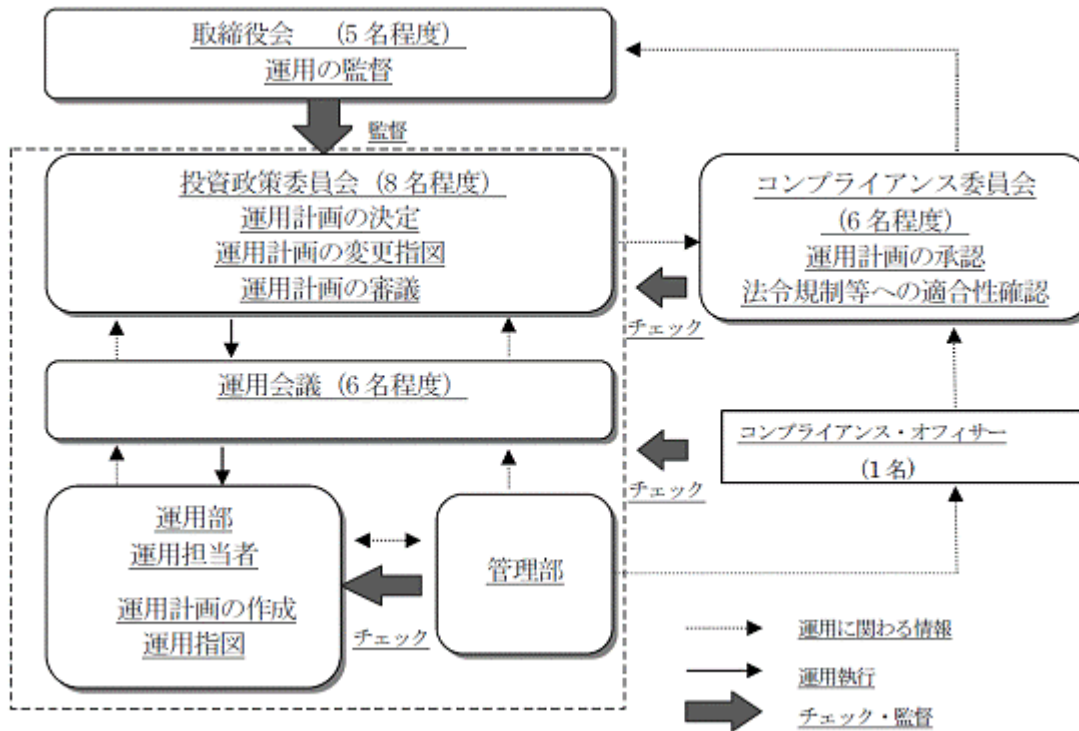 取締役会 (5名程度)
運用の監督
監督
投資政策委員会 (8名程度)
運用計画の決定
運用計画の変更指図
運用計画の審議
コンプライアンス委員会
(6名程度)
運用計画の承認
法令規制等への適合性確認
チェック
運用会議 (6名程度)
コンプライアンス・オフィサー
(1名)
チェック
運用部
運用担当者
運用計画の作成
運用指図
チェック
管理部
運用に関わる情報
運用執行
チェック・監督